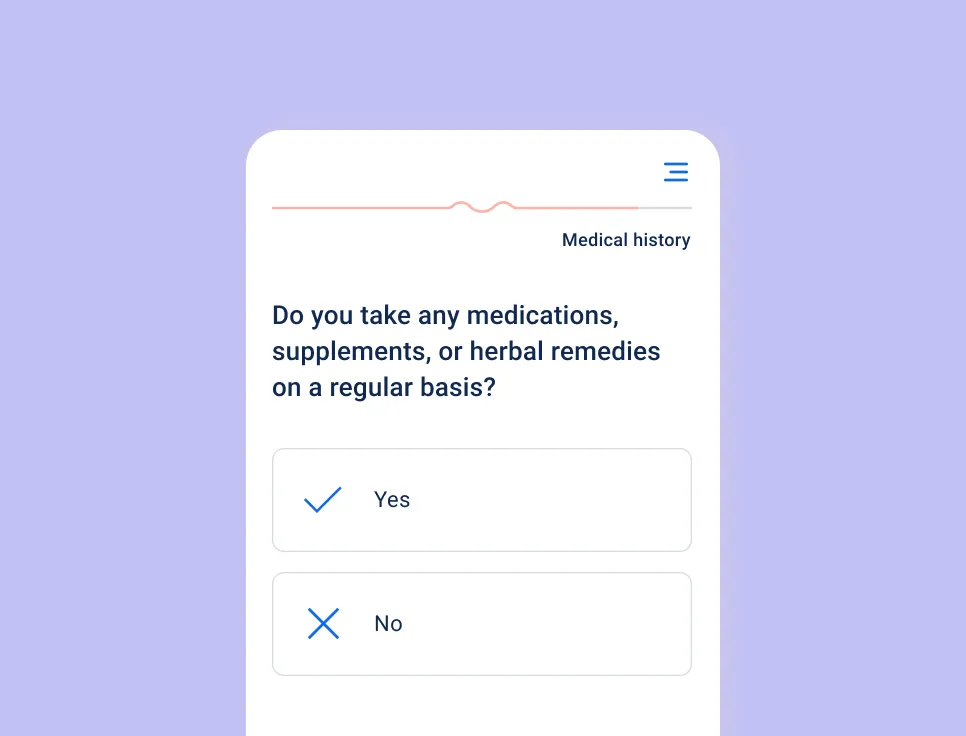 Medical history
Do you take any medications,
supplements, or herbal remedies
on a regular basis?
Yes
No